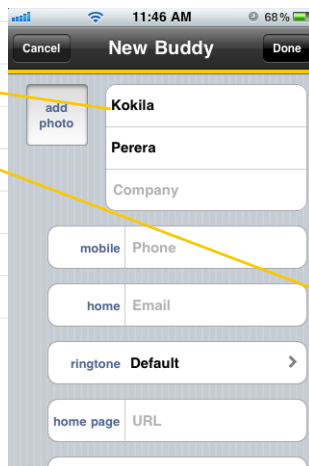 11:46 AM 68%
Cancel New Buddy Done
add
photo
Kokila
Perera
Company
mobile Phone
home Email
ringtone Default
home page URL